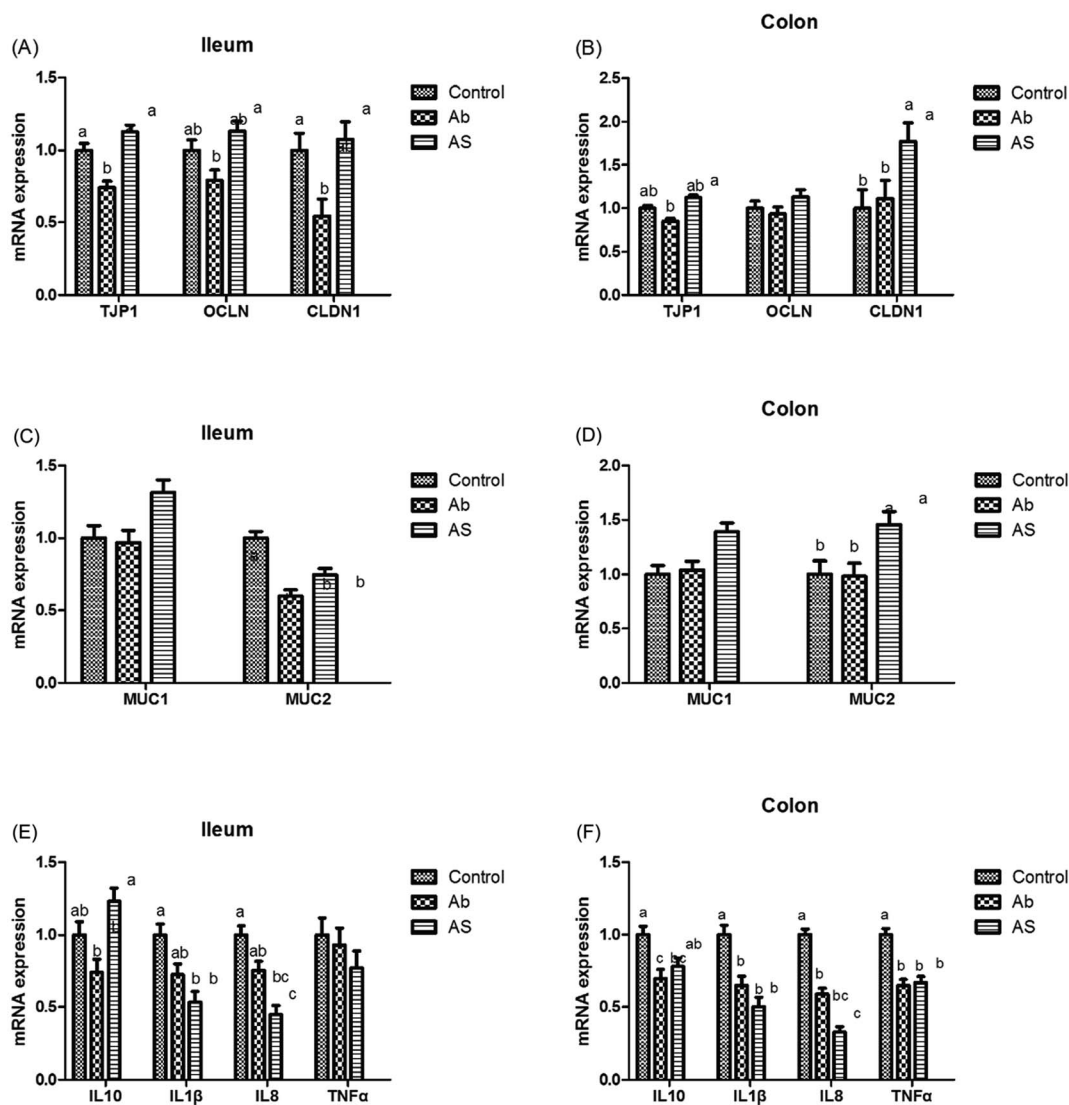 (A)
Ileum
mRNA expression
1.5
1.0
0.5
0.0
a
b
a
ab
b
ab
a
a
b
a
TJP1
OCLN
CLDN1
Control
Ab
AS
(B)
Colon
mRNA expression
2.5
2.0
1.5
1.0
0.5
0.0
ab
b
ab
a
b
b
a
a
TJP1
OCLN
CLDN1
Control
Ab
AS
(C)
Ileum
mRNA expression
1.5
1.0
0.5
0.0
a
b
b
MUC1
MUC2
Control
Ab
AS
(D)
Colon
mRNA expression
2.0
1.5
1.0
0.5
0.0
b
b
a
a
MUC1
MUC2
Control
Ab
AS
(E)
Ileum
mRNA expression
1.5
1.0
0.5
0.0
ab
b
a
a
ab
b
b
a
ab
bc
c
IL10
IL1β
IL8
TNFα
Control
Ab
AS
(F)
Colon
mRNA expression
1.5
1.0
0.5
0.0
a
c
bc
ab
a
b
b
b
a
b
bc
c
a
b
b
b
IL10
IL1β
IL8
TNFα
Control
Ab
AS